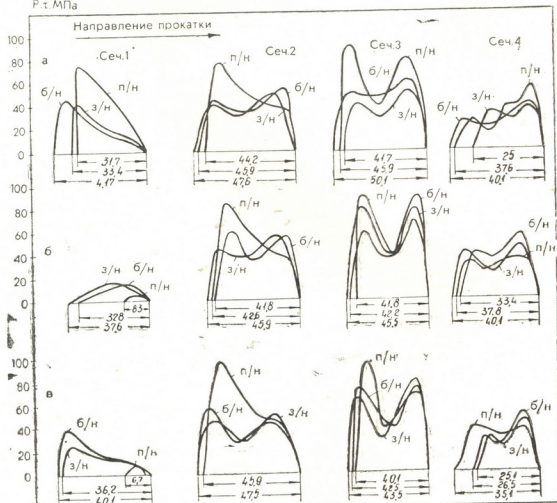 Р.τ.МПа
Направление прокатки
Сеч.1
Сеч.2
Сеч.3
Сеч.4
а
100
80
60
40
20
0
б/н
з/н
п/н
31,7
33,4
4,17
п/н
б/н
з/н
44,2
45,9
47,6
п/н
б/н
з/н
41,7
45,9
50,1
б/н
з/н
п/н
25
37,6
40,1
б
100
80
60
40
20
0
з/н
б/н
п/н
8,3
32,8
37,6
п/н
б/н
з/н
41,8
42,6
45,9
п/н
б/н
з/н
41,8
42,2
45,5
з/н
п/н
б/н
33,4
37,8
40,1
в
100
80
60
40
20
0
б/н
з/н
п/н
6,7
36,2
40,1
п/н
б/н
з/н
45,9
47,5
п/н
б/н
з/н
40,1
42,5
п/н
з/н
б/н
25,1
26,5
35,1